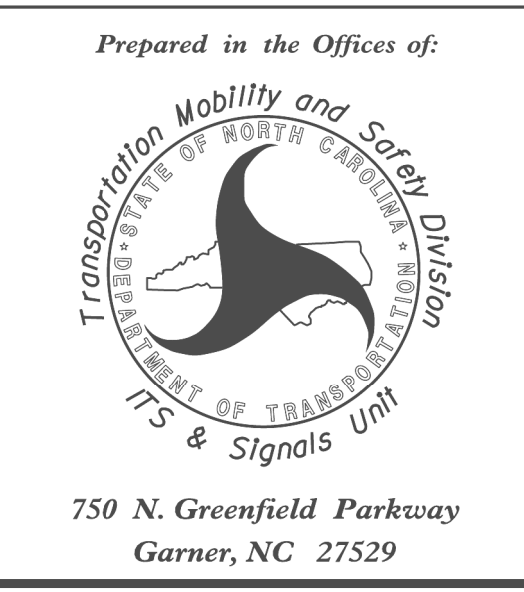 Prepared in the Offices of:
Transportation Mobility and Safety Division
STATE OF NORTH CAROLINA
DEPARTMENT OF TRANSPORTATION
ITS & Signals Unit
750 N. Greenfield Parkway
Garner, NC 27529